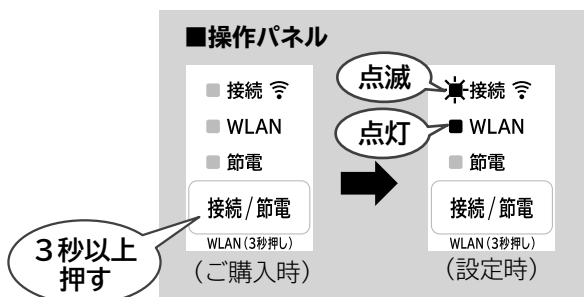 ■操作パネル
接続
WLAN
節電
接続/節電
WLAN(3秒押し)
(ご購入時)
3秒以上
押す
点滅
点灯
接続
WLAN
節電
接続/節電
WLAN(3秒押し)
(設定時)